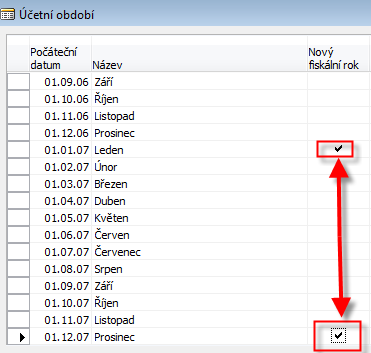 Účetní období
Počáteční datum Název Nový fiskální rok
01.09.06 Září
01.10.06 Říjen
01.11.06 Listopad
01.12.06 Prosinec
01.01.07 Leden ✓
01.02.07 Únor
01.03.07 Březen
01.04.07 Duben
01.05.07 Květen
01.06.07 Červen
01.07.07 Červenec
01.08.07 Srpen
01.09.07 Září
01.10.07 Říjen
01.11.07 Listopad
01.12.07 Prosinec ✓